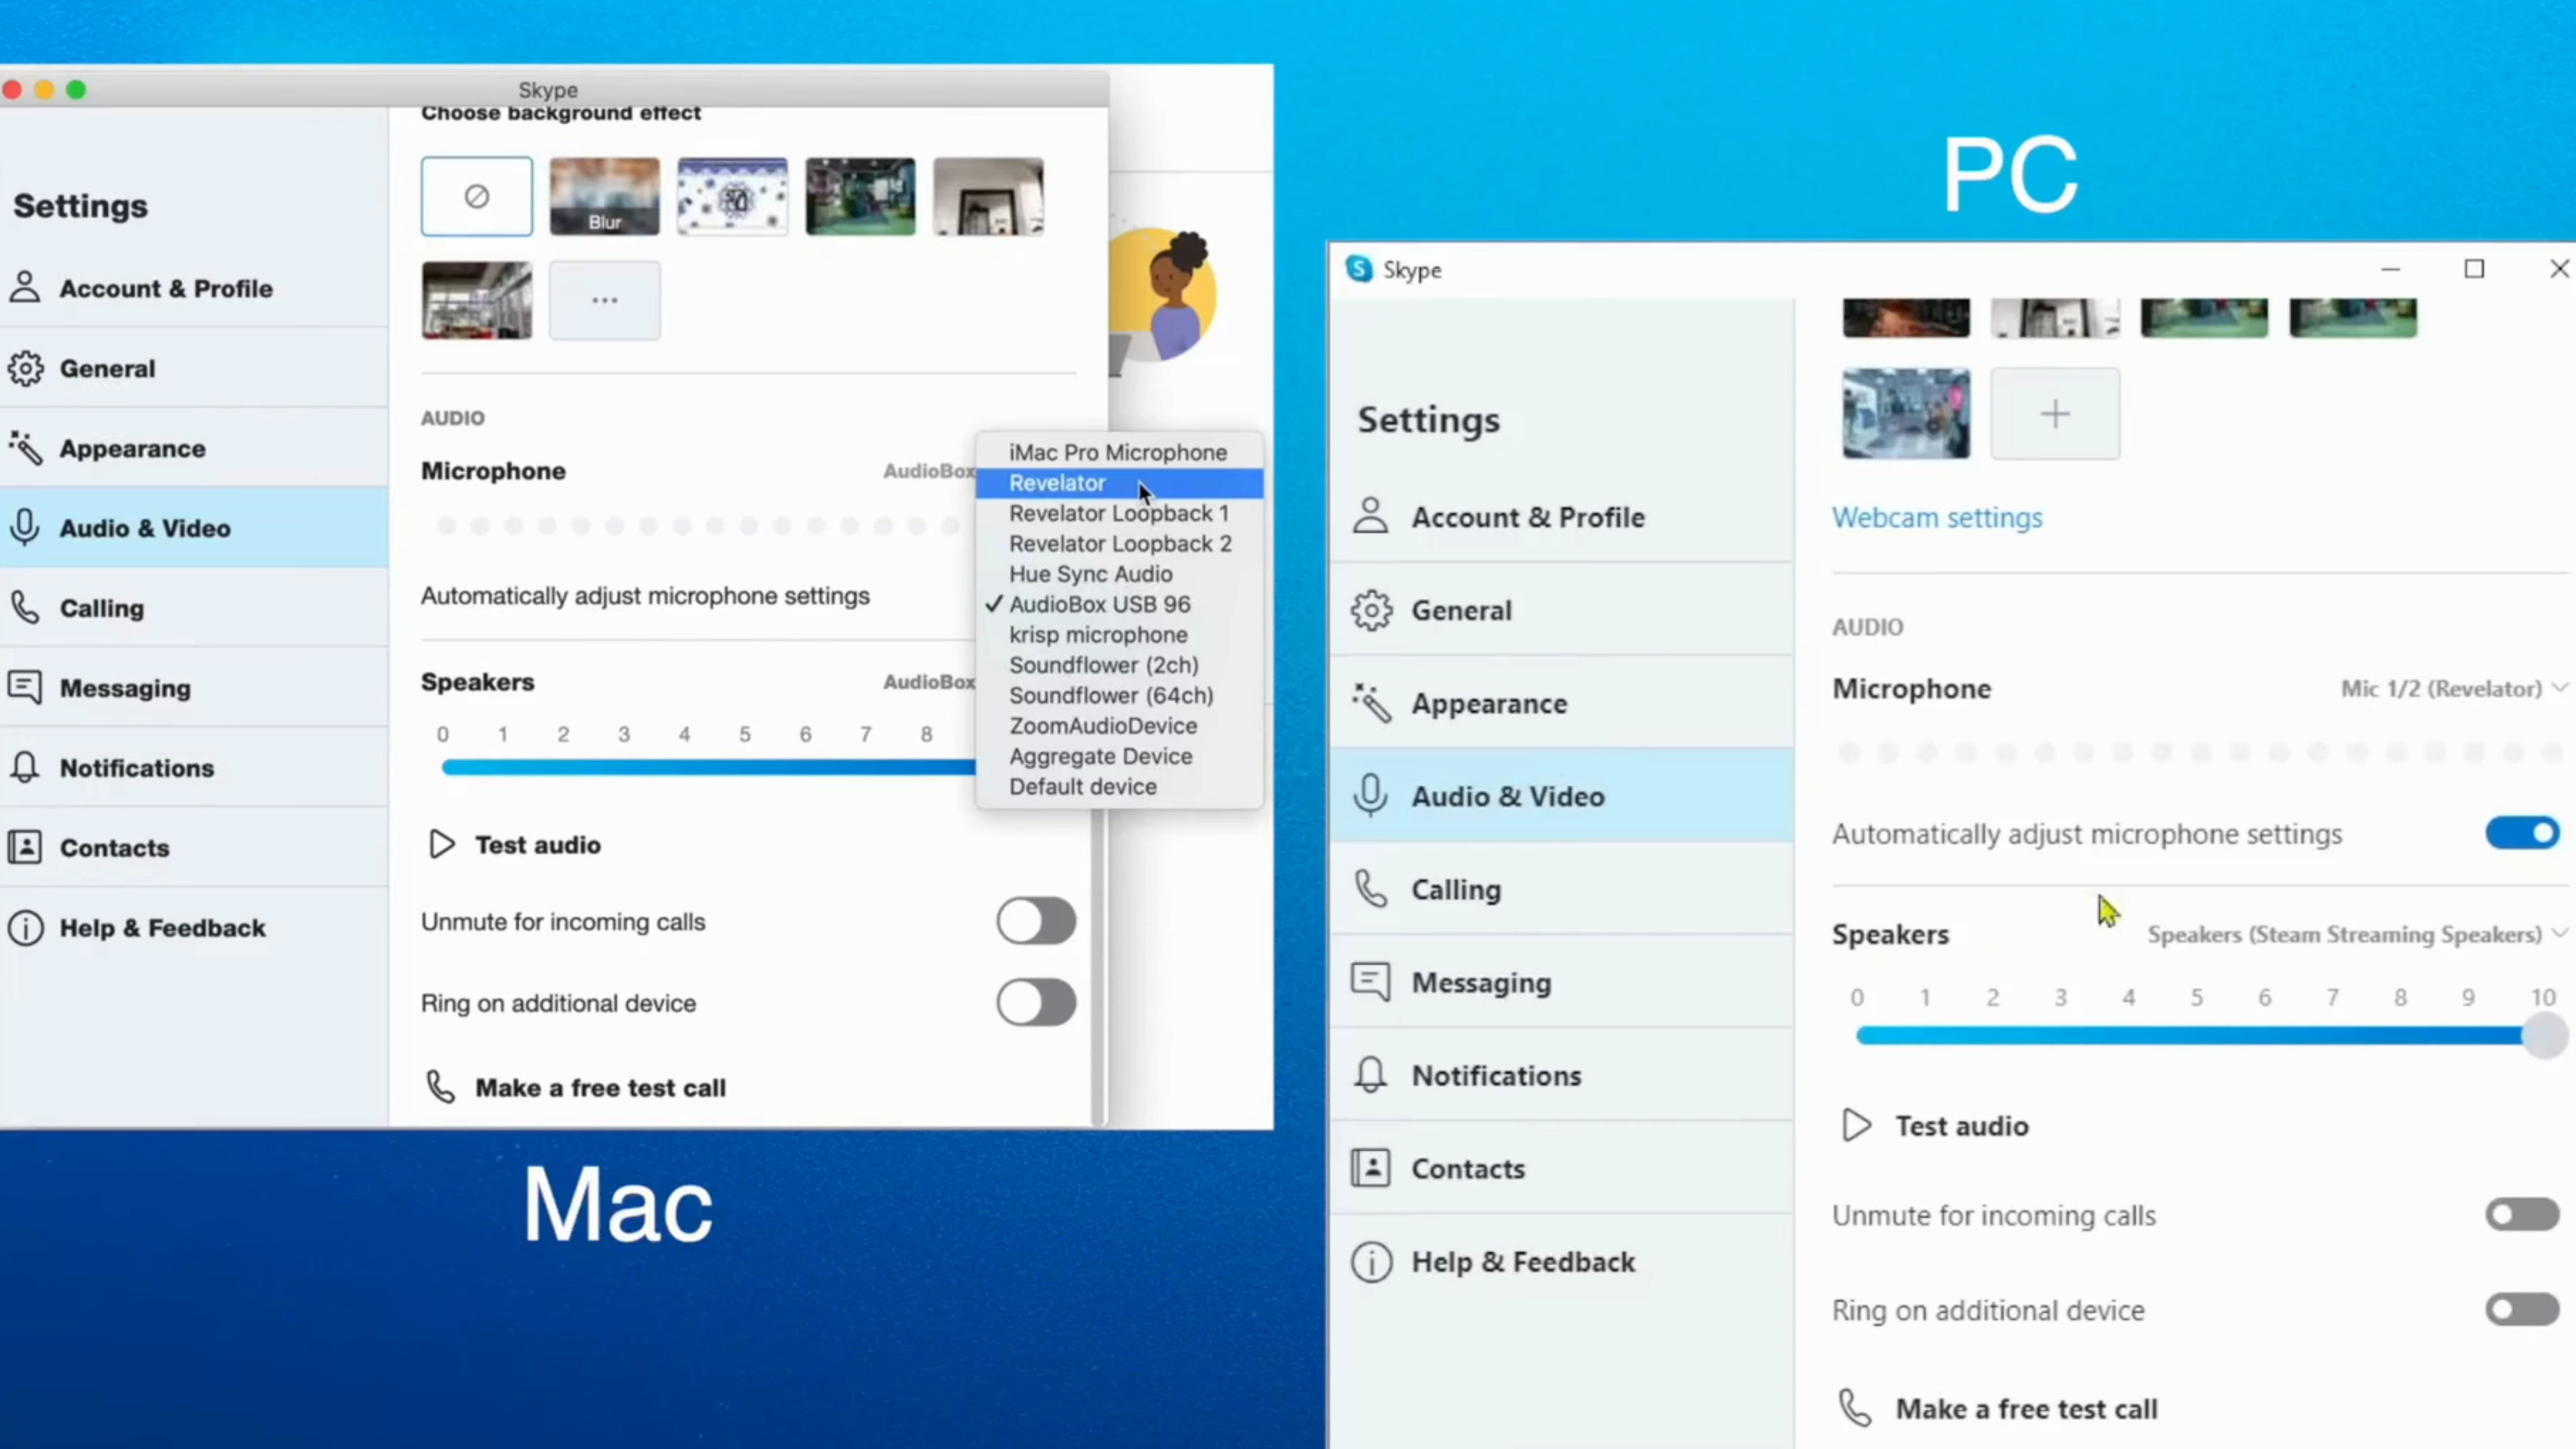 Skype
Choose background effect
Blur
Settings
Account & Profile
General
Appearance
Audio & Video
Calling
Messaging
Notifications
Contacts
Help & Feedback
AUDIO
Microphone AudioBox
Automatically adjust microphone settings
Speakers AudioBox
0 1 2 3 4 5 6 7 8
Test audio
Unmute for incoming calls
Ring on additional device
Make a free test call
iMac Pro Microphone
Revelator
Revelator Loopback 1
Revelator Loopback 2
Hue Sync Audio
✓ AudioBox USB 96
krisp microphone
Soundflower (2ch)
Soundflower (64ch)
ZoomAudioDevice
Aggregate Device
Default device
Mac
PC
Skype
Settings
Account & Profile
General
Appearance
Audio & Video
Calling
Messaging
Notifications
Contacts
Help & Feedback
Webcam settings
AUDIO
Microphone Mic 1/2 (Revelator)
Automatically adjust microphone settings
Speakers Speakers (Steam Streaming Speakers)
0 1 2 3 4 5 6 7 8 9 10
Test audio
Unmute for incoming calls
Ring on additional device
Make a free test call